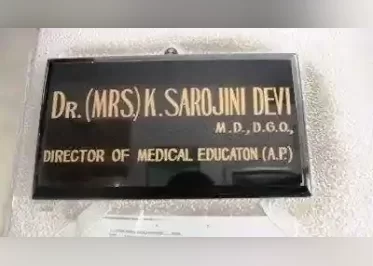 DR. (MRS.) K. SAROJINI DEVI
M.D., D.G.O.,
DIRECTOR OF MEDICAL EDUCATON (A.P.)